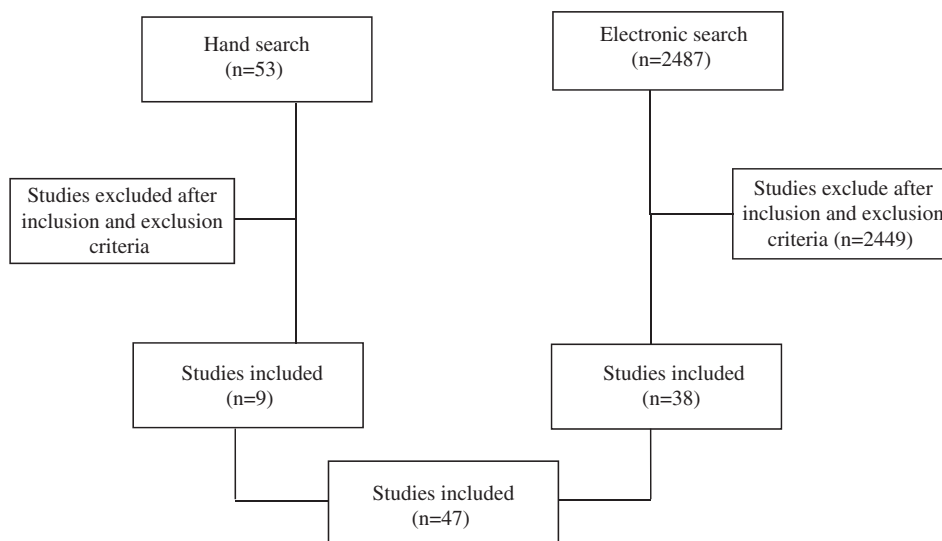 Hand search
(n=53)
Electronic search
(n=2487)
Studies excluded after
inclusion and exclusion
criteria
Studies exclude after
inclusion and exclusion
criteria (n=2449)
Studies included
(n=9)
Studies included
(n=38)
Studies included
(n=47)